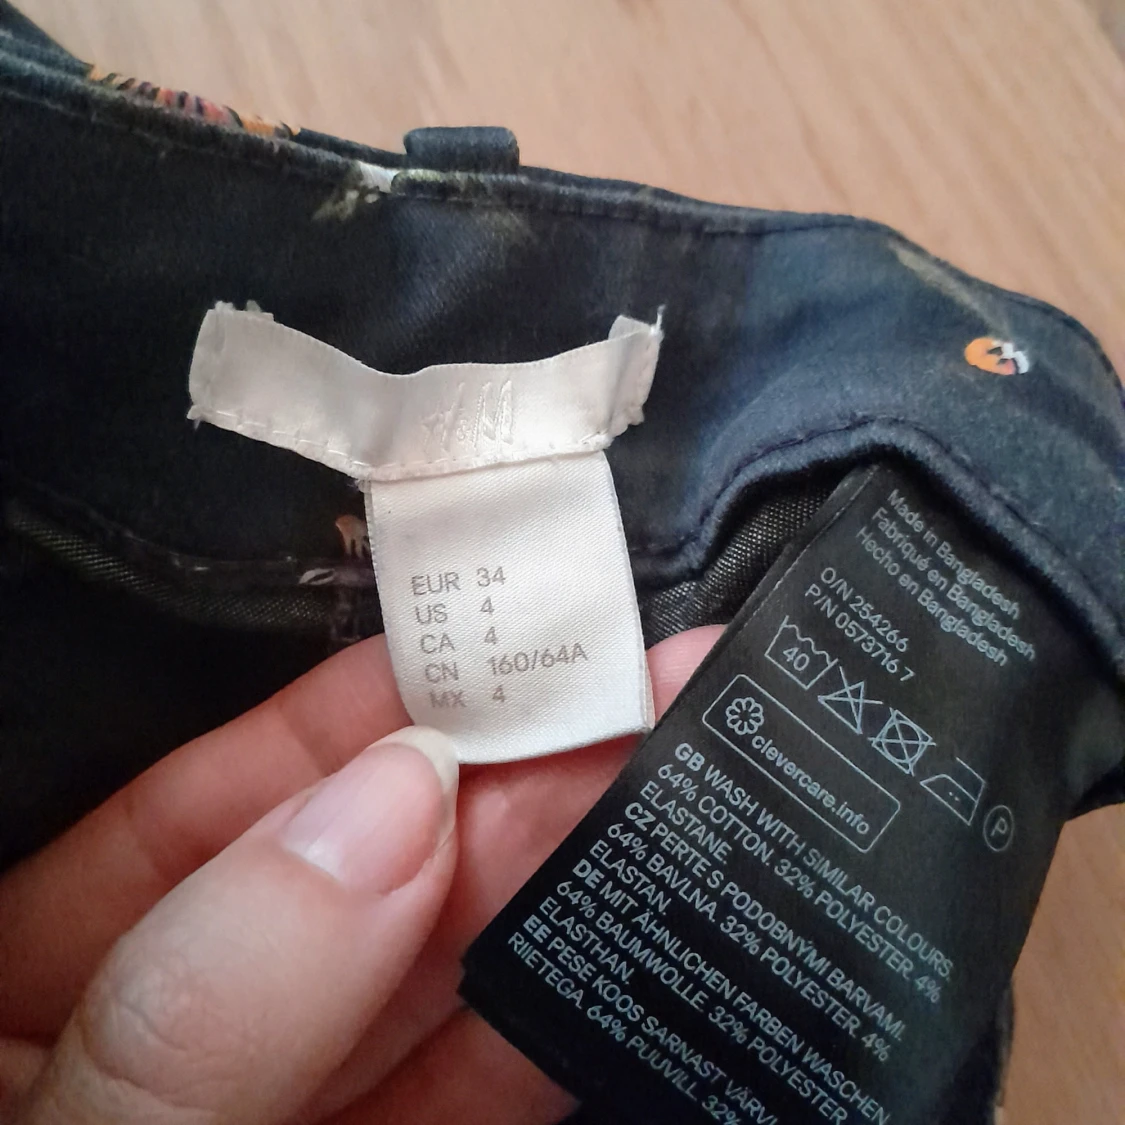 H&M
EUR 34
US 4
CA 4
CN 160/64A
MX 4
Made in Bangladesh
Fabriqué en Bangladesh
Hecho en Bangladesh
O/N 254266
P/N 0573716 7
40
P
clevercare.info
GB WASH WITH SIMILAR COLOURS.
64% COTTON. 32% POLYESTER. 4%
ELASTANE.
CZ PERTE S PODOBNÝMI BARVAMI.
64% BAVLNA. 32% POLYESTER. 4%
ELASTAN.
DE MIT ÄHNLICHEN FARBEN WASCHEN
64% BAUMWOLLE. 32% POLYESTER
ELASTHAN.
EE PESE KOOS SARNAST VÄRVI
RIIETEGA. 64% PUUVILL. 32%